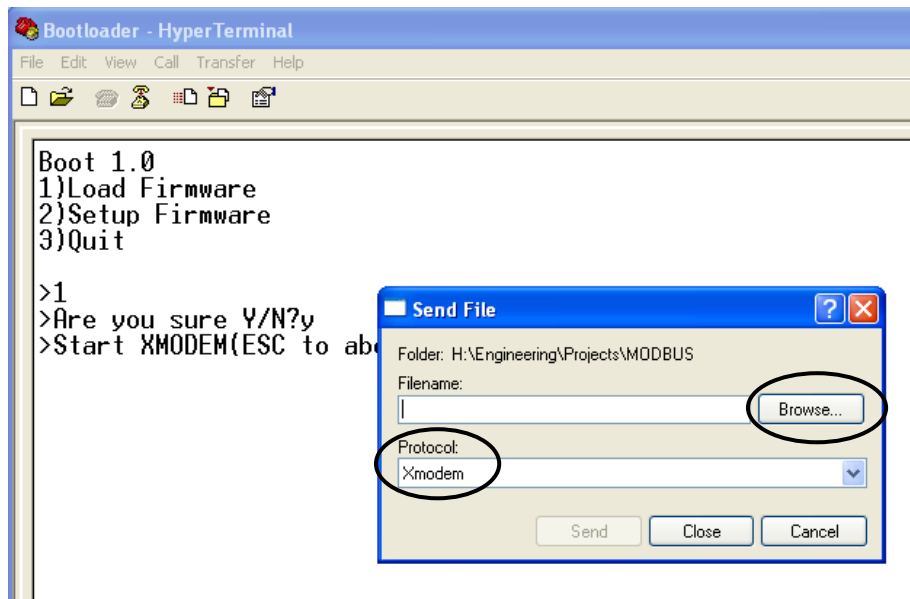 Bootloader - HyperTerminal
File Edit View Call Transfer Help
Boot 1.0
1)Load Firmware
2)Setup Firmware
3)Quit
>1
>Are you sure Y/N?y
>Start XMODEM(ESC to
Send File
Folder: H:\Engineering\Projects\MODBUS
Filename:
Browse...
Protocol:
Xmodem
Send Close Cancel